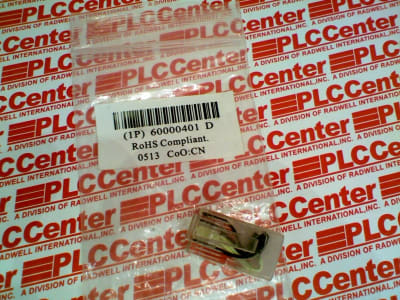 PLCCenter
A DIVISION OF RADWELL INTERNATIONAL, INC.
(1P) 60000401 D
RoHS Compliant.
0513 CoO:CN